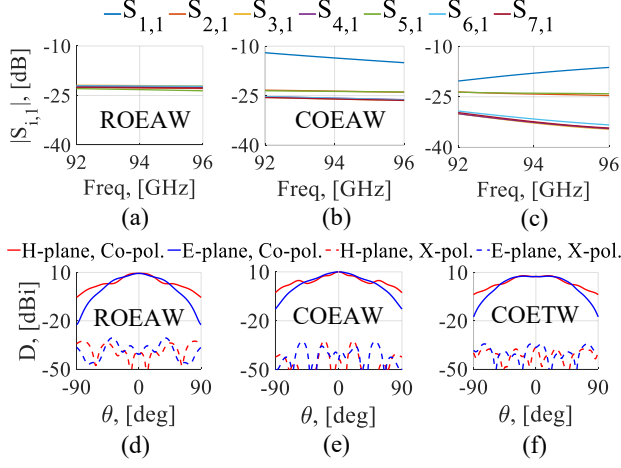 S1,1 S2,1 S3,1 S4,1 S5,1 S6,1 S7,1
|Si,1|, [dB]
-10 -10 -10
-25 -25 -25
-40 -40 -40
ROEAW COEAW
92 94 96 92 94 96 92 94 96
Freq, [GHz] Freq, [GHz] Freq, [GHz]
(a) (b) (c)
H-plane, Co-pol. E-plane, Co-pol. H-plane, X-pol. E-plane, X-pol.
D, [dBi]
10 10 10
-20 -20 -20
-50 -50 -50
ROEAW COEAW COETW
-90 0 90 -90 0 90 -90 0 90
θ, [deg] θ, [deg] θ, [deg]
(d) (e) (f)